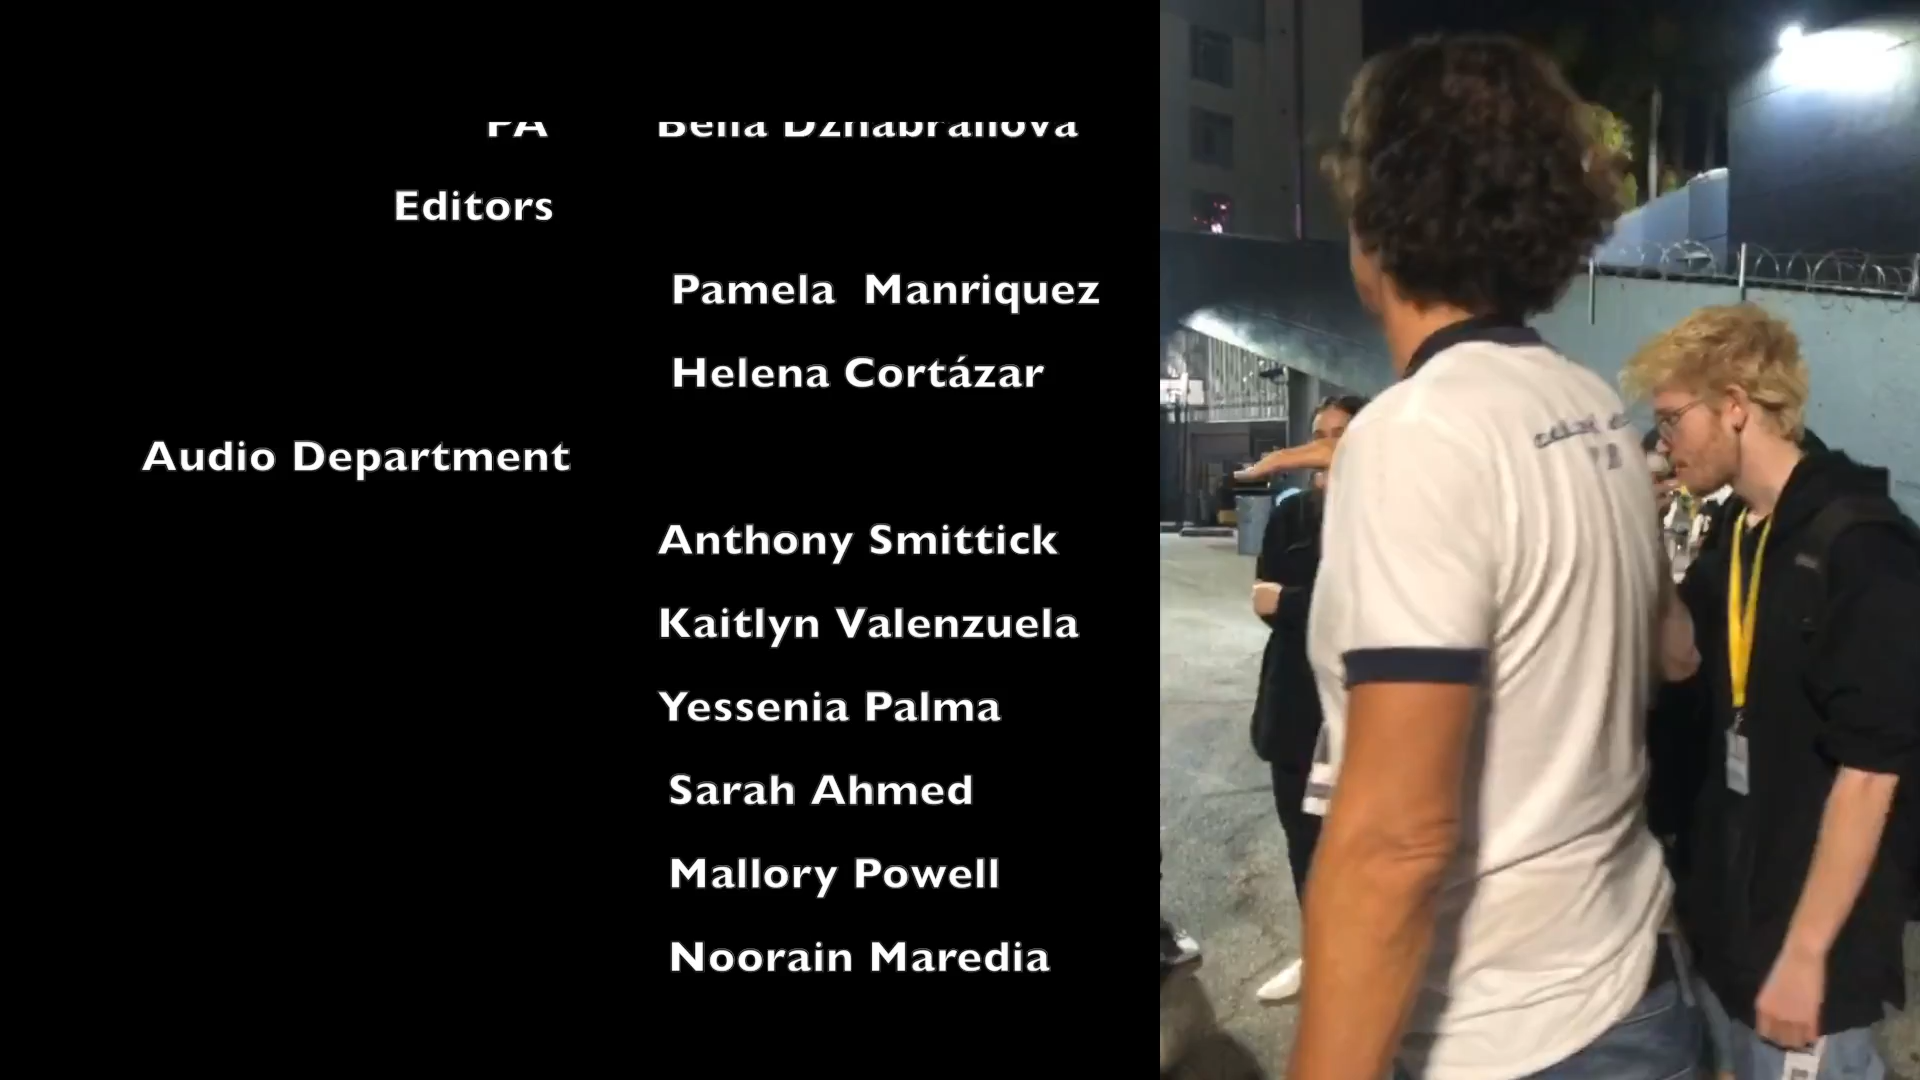 PA Bella Dzhabrailova
Editors
Pamela Manriquez
Helena Cortázar
Audio Department
Anthony Smittick
Kaitlyn Valenzuela
Yessenia Palma
Sarah Ahmed
Mallory Powell
Noorain Maredia